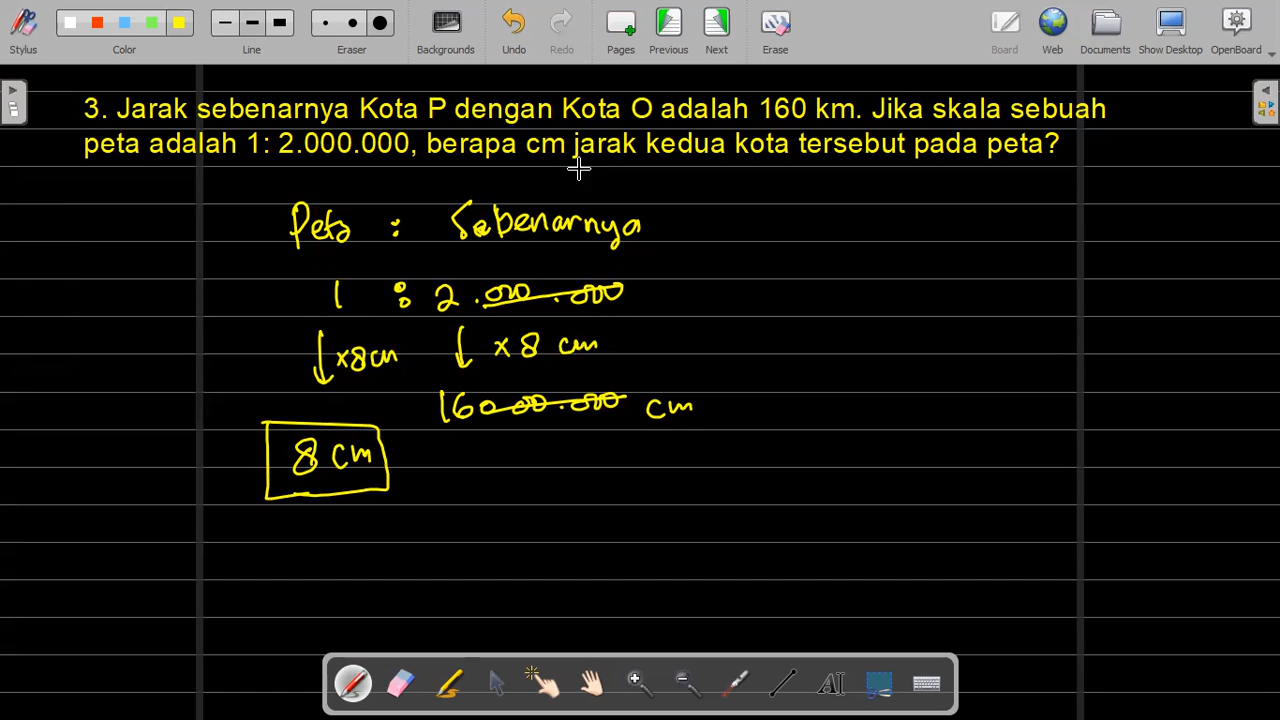 Stylus Color Line Eraser Backgrounds Undo Redo Pages Previous Next Erase Board Web Documents Show Desktop OpenBoard
3. Jarak sebenarnya Kota P dengan Kota O adalah 160 km. Jika skala sebuah
peta adalah 1: 2.000.000, berapa cm jarak kedua kota tersebut pada peta?
Peta : Sebenarnya
1 : 2.000.000
↓ x8cm ↓ x 8 cm
16000.000 cm
8 cm
AI